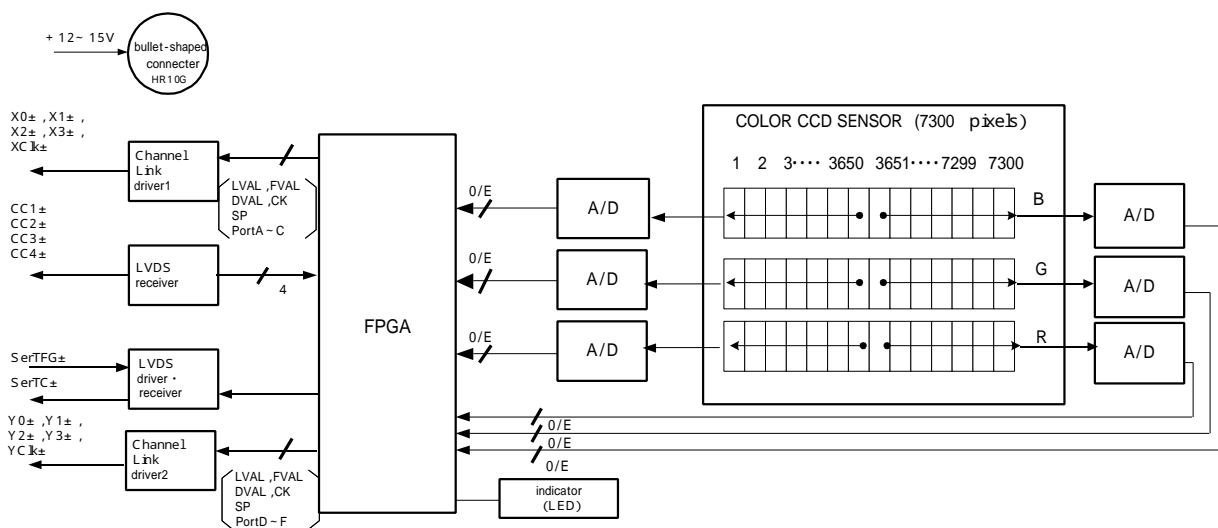 + 12~ 15V
bullet-shaped
connecter
HR10G
X0± ,X1± ,
X2± ,X3± ,
XClk±
Channel
Link
driver1
LVAL ,FVAL
DVAL ,CK
SP
PortA ~ C
CC1±
CC2±
CC3±
CC4±
LVDS
receiver
4
SerTFG±
SerTC±
LVDS
driver・
receiver
Y0± ,Y1± ,
Y2± ,Y3± ,
YClk±
Channel
Link
driver2
LVAL ,FVAL
DVAL ,CK
SP
PortD ~ F
FPGA
0/E
A/D
0/E
A/D
0/E
A/D
COLOR CCD SENSOR (7300 pixels)
1 2 3‥‥ 3650 3651‥‥7299 7300
B
G
R
A/D
A/D
A/D
0/E
0/E
0/E
indicator
(LED)